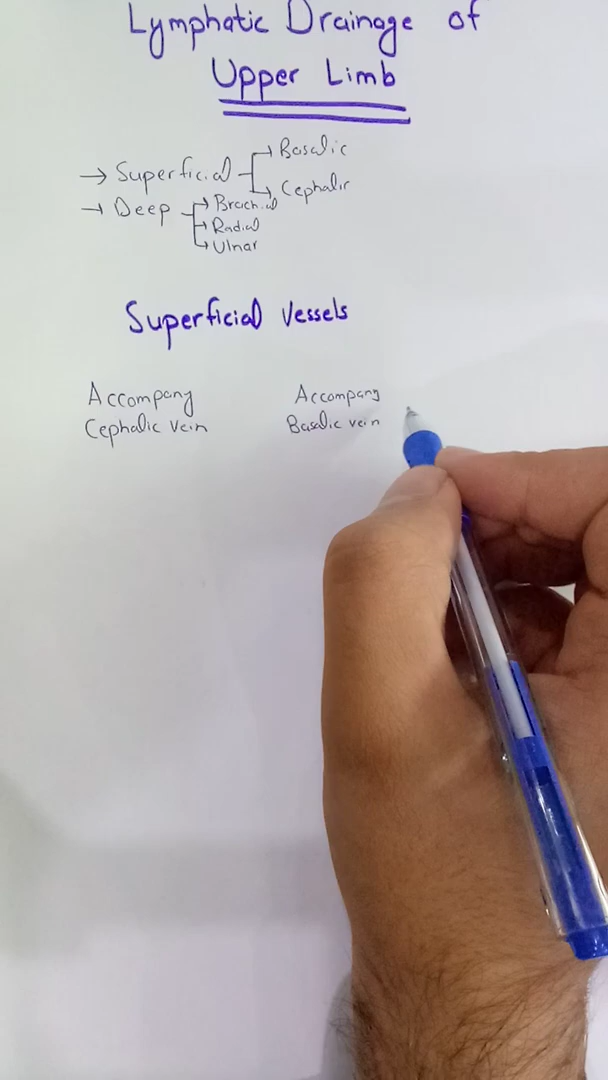 Lymphatic Drainage of
Upper Limb
→ Superficial → Basalic
→ Cephalic
→ Deep → Brachial
→ Radial
→ Ulnar
Superficial Vessels
Accompany Accompany
Cephalic vein Basalic vein